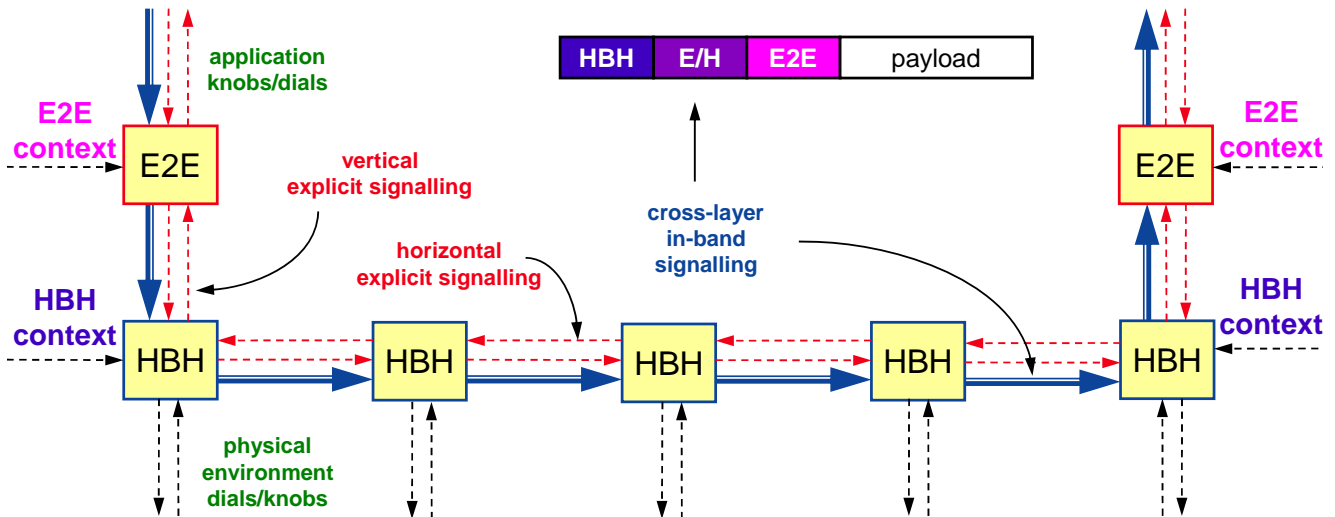 application
knobs/dials
HBH E/H E2E payload
E2E
context
E2E
E2E
context
E2E
vertical
explicit signalling
cross-layer
in-band
signalling
horizontal
explicit signalling
HBH
context
HBH
context
HBH HBH HBH HBH HBH
physical
environment
dials/knobs